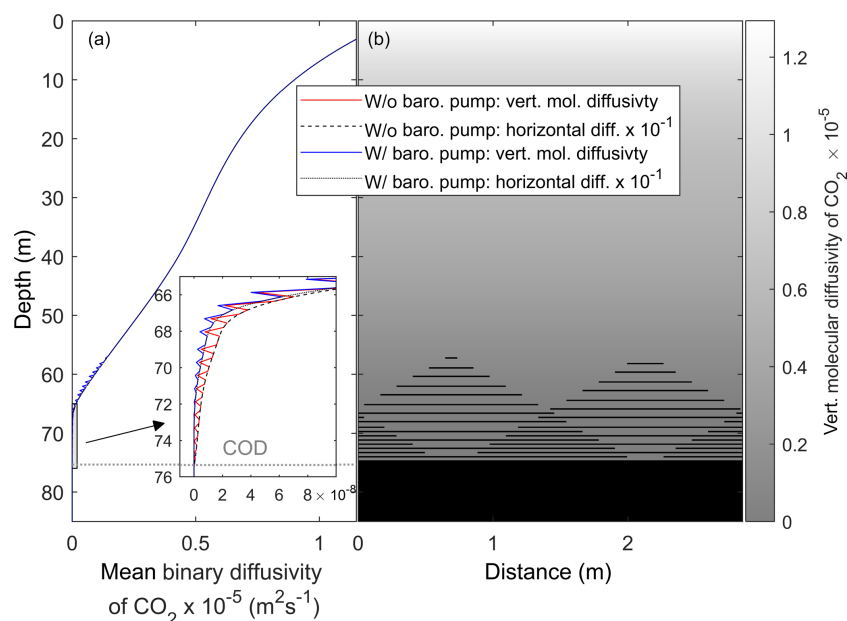 (a)
(b)
W/o baro. pump: vert. mol. diffusivty
W/o baro. pump: horizontal diff. x 10-1
W/ baro. pump: vert. mol. diffusivty
W/ baro. pump: horizontal diff. x 10-1
Depth (m)
0
10
20
30
40
50
60
70
80
66
68
70
72
74
76
COD
0
2
4
6
8 × 10-8
0
0.5
1
Mean binary diffusivity
of CO2 x 10-5 (m2s-1)
0
1
2
Distance (m)
1.2
1
0.8
0.6
0.4
0.2
0
Vert. molecular diffusivity of CO2 × 10-5